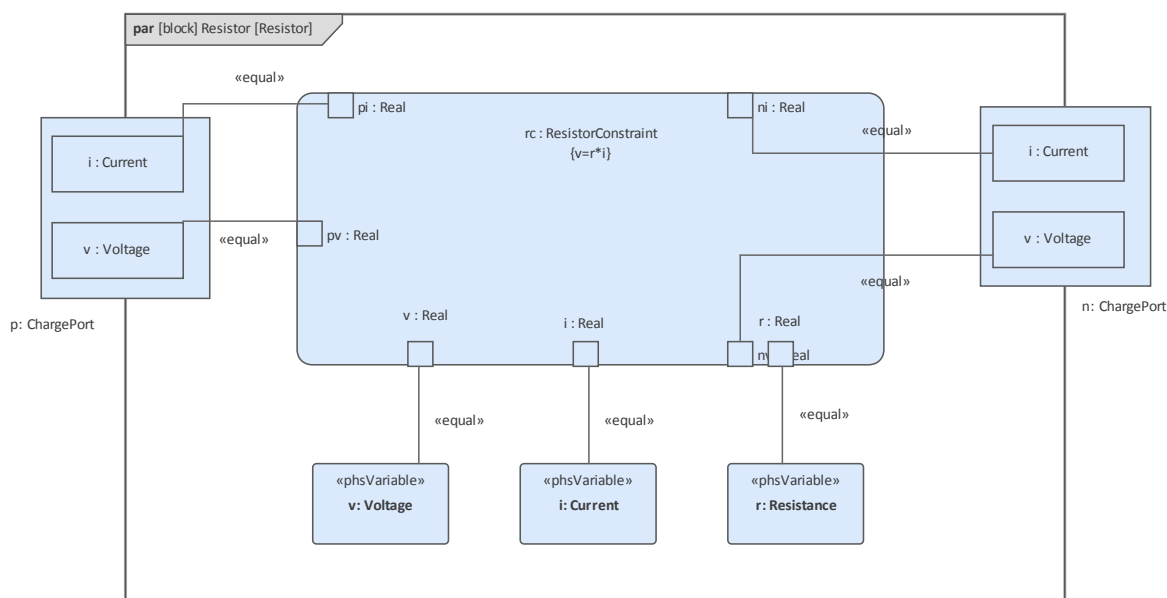 par [block] Resistor [Resistor]
«equal»
pi : Real
ni : Real
rc : ResistorConstraint
{v=r*i}
«equal»
i : Current
i : Current
pv : Real
«equal»
v : Voltage
v : Voltage
«equal»
p: ChargePort
n: ChargePort
v : Real
i : Real
r : Real
«equal»
«equal»
«equal»
«phsVariable»
v: Voltage
«phsVariable»
i: Current
«phsVariable»
r: Resistance